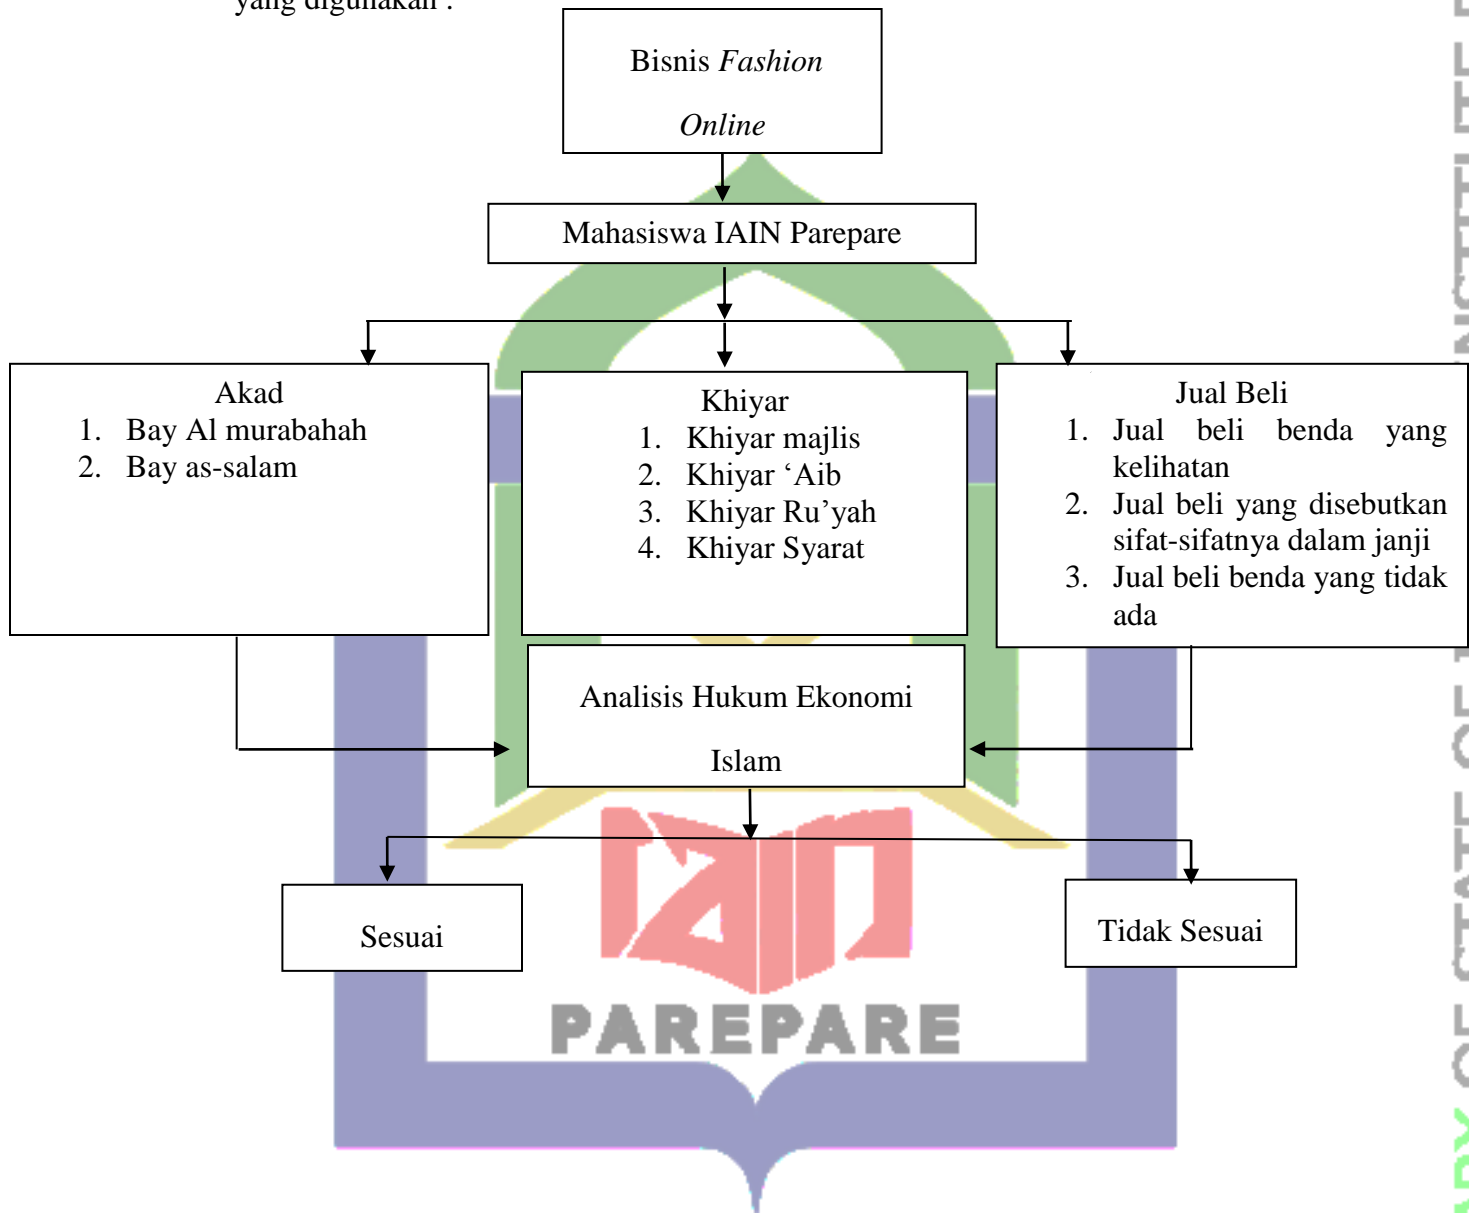 yang digunakan :
Bisnis Fashion
Online
Mahasiswa IAIN Parepare
Akad
1. Bay Al murabahah
2. Bay as-salam
Khiyar
1. Khiyar majlis
2. Khiyar ‘Aib
3. Khiyar Ru’yah
4. Khiyar Syarat
Jual Beli
1. Jual beli benda yang
kelihatan
2. Jual beli yang disebutkan
sifat-sifatnya dalam janji
3. Jual beli benda yang tidak
ada
Analisis Hukum Ekonomi
Islam
Sesuai
Tidak Sesuai
iain
PAREPARE